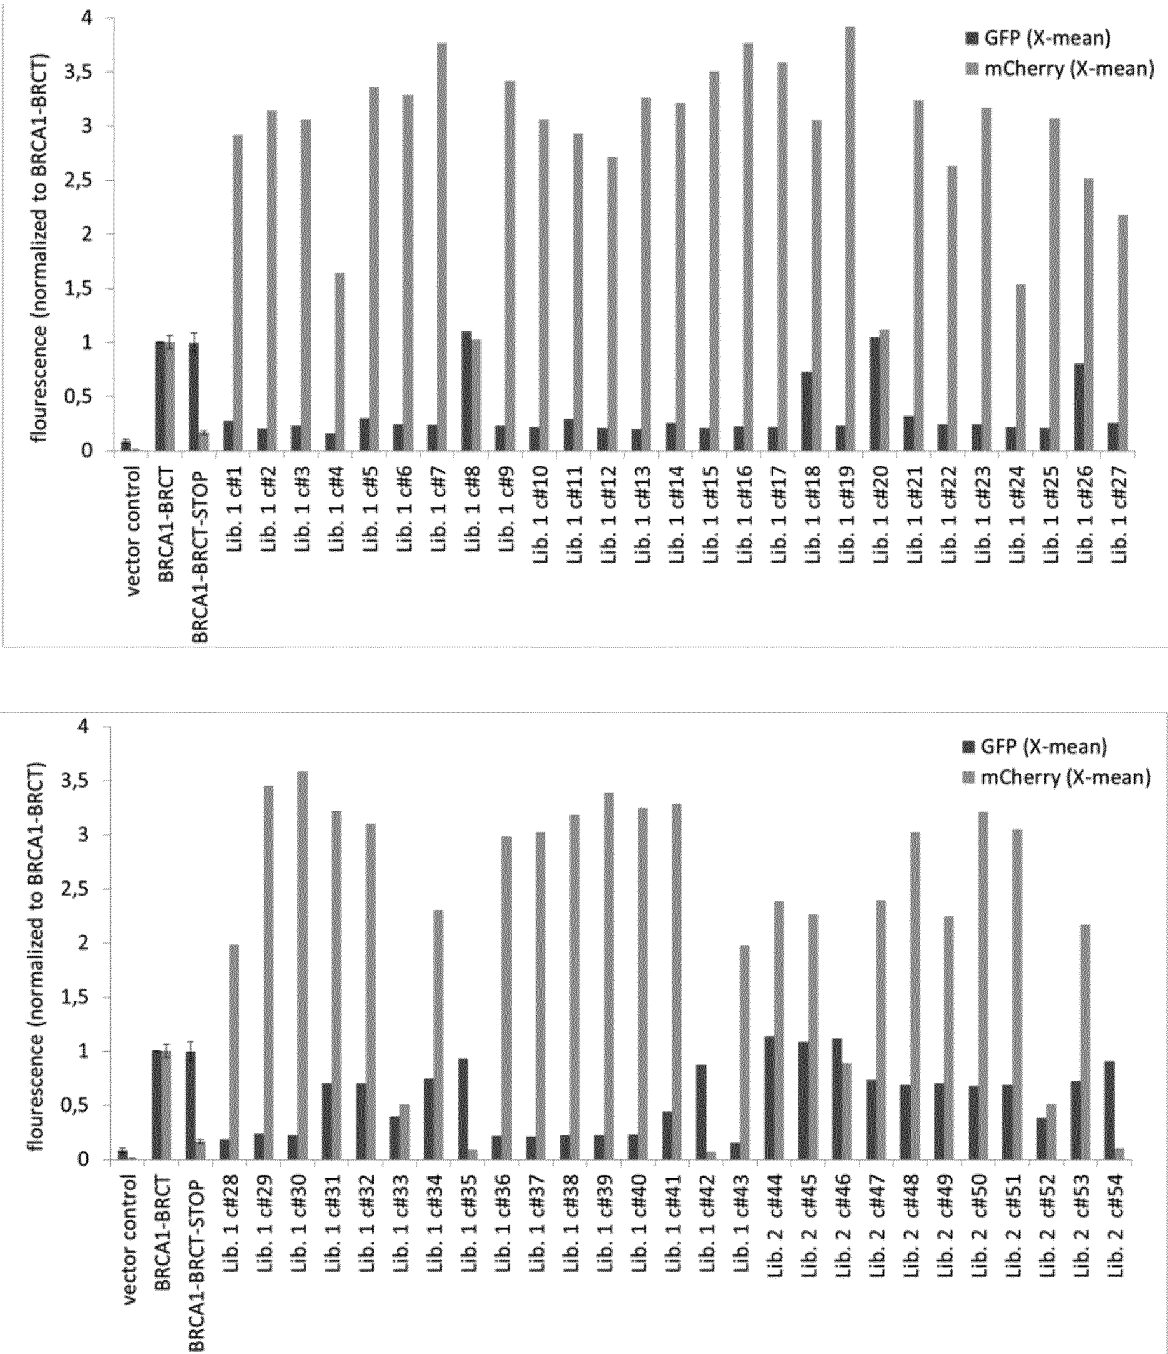 4
3,5
3
2,5
2
1,5
1
0,5
0
flourescence (normalized to BRCA1-BRCT)
GFP (X-mean)
mCherry (X-mean)
vector control
BRCA1-BRCT
BRCA1-BRCT-STOP
Lib. 1 c#1
Lib. 1 c#2
Lib. 1 c#3
Lib. 1 c#4
Lib. 1 c#5
Lib. 1 c#6
Lib. 1 c#7
Lib. 1 c#8
Lib. 1 c#9
Lib. 1 c#10
Lib. 1 c#11
Lib. 1 c#12
Lib. 1 c#13
Lib. 1 c#14
Lib. 1 c#15
Lib. 1 c#16
Lib. 1 c#17
Lib. 1 c#18
Lib. 1 c#19
Lib. 1 c#20
Lib. 1 c#21
Lib. 1 c#22
Lib. 1 c#23
Lib. 1 c#24
Lib. 1 c#25
Lib. 1 c#26
Lib. 1 c#27
4
3,5
3
2,5
2
1,5
1
0,5
0
flourescence (normalized to BRCA1-BRCT)
GFP (X-mean)
mCherry (X-mean)
vector control
BRCA1-BRCT
BRCA1-BRCT-STOP
Lib. 1 c#28
Lib. 1 c#29
Lib. 1 c#30
Lib. 1 c#31
Lib. 1 c#32
Lib. 1 c#33
Lib. 1 c#34
Lib. 1 c#35
Lib. 1 c#36
Lib. 1 c#37
Lib. 1 c#38
Lib. 1 c#39
Lib. 1 c#40
Lib. 1 c#41
Lib. 1 c#42
Lib. 1 c#43
Lib. 2 c#44
Lib. 2 c#45
Lib. 2 c#46
Lib. 2 c#47
Lib. 2 c#48
Lib. 2 c#49
Lib. 2 c#50
Lib. 2 c#51
Lib. 2 c#52
Lib. 2 c#53
Lib. 2 c#54